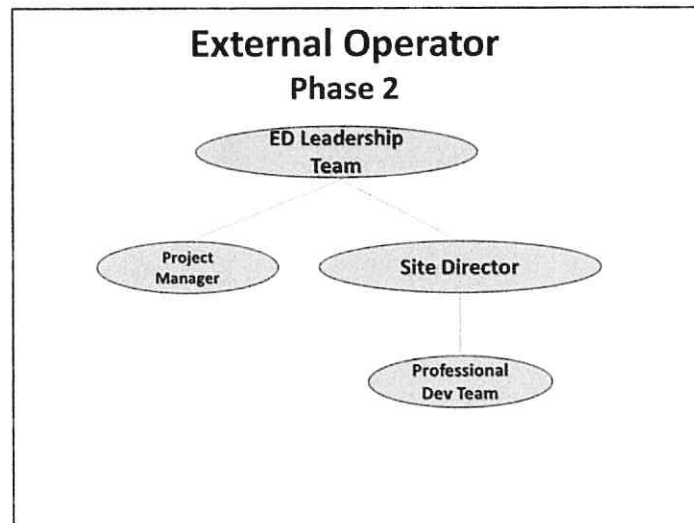 External Operator
Phase 2
ED Leadership
Team
Project
Manager
Site Director
Professional
Dev Team